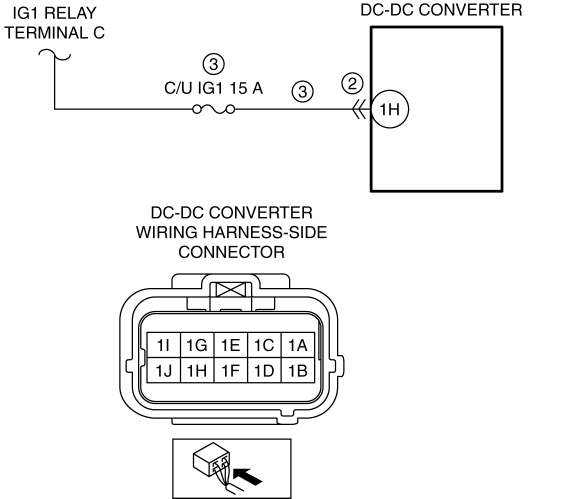 IG1 RELAY
TERMINAL C
DC-DC CONVERTER
3
C/U IG1 15 A
3
2
1H
DC-DC CONVERTER
WIRING HARNESS-SIDE
CONNECTOR
1I 1G 1E 1C 1A
1J 1H 1F 1D 1B